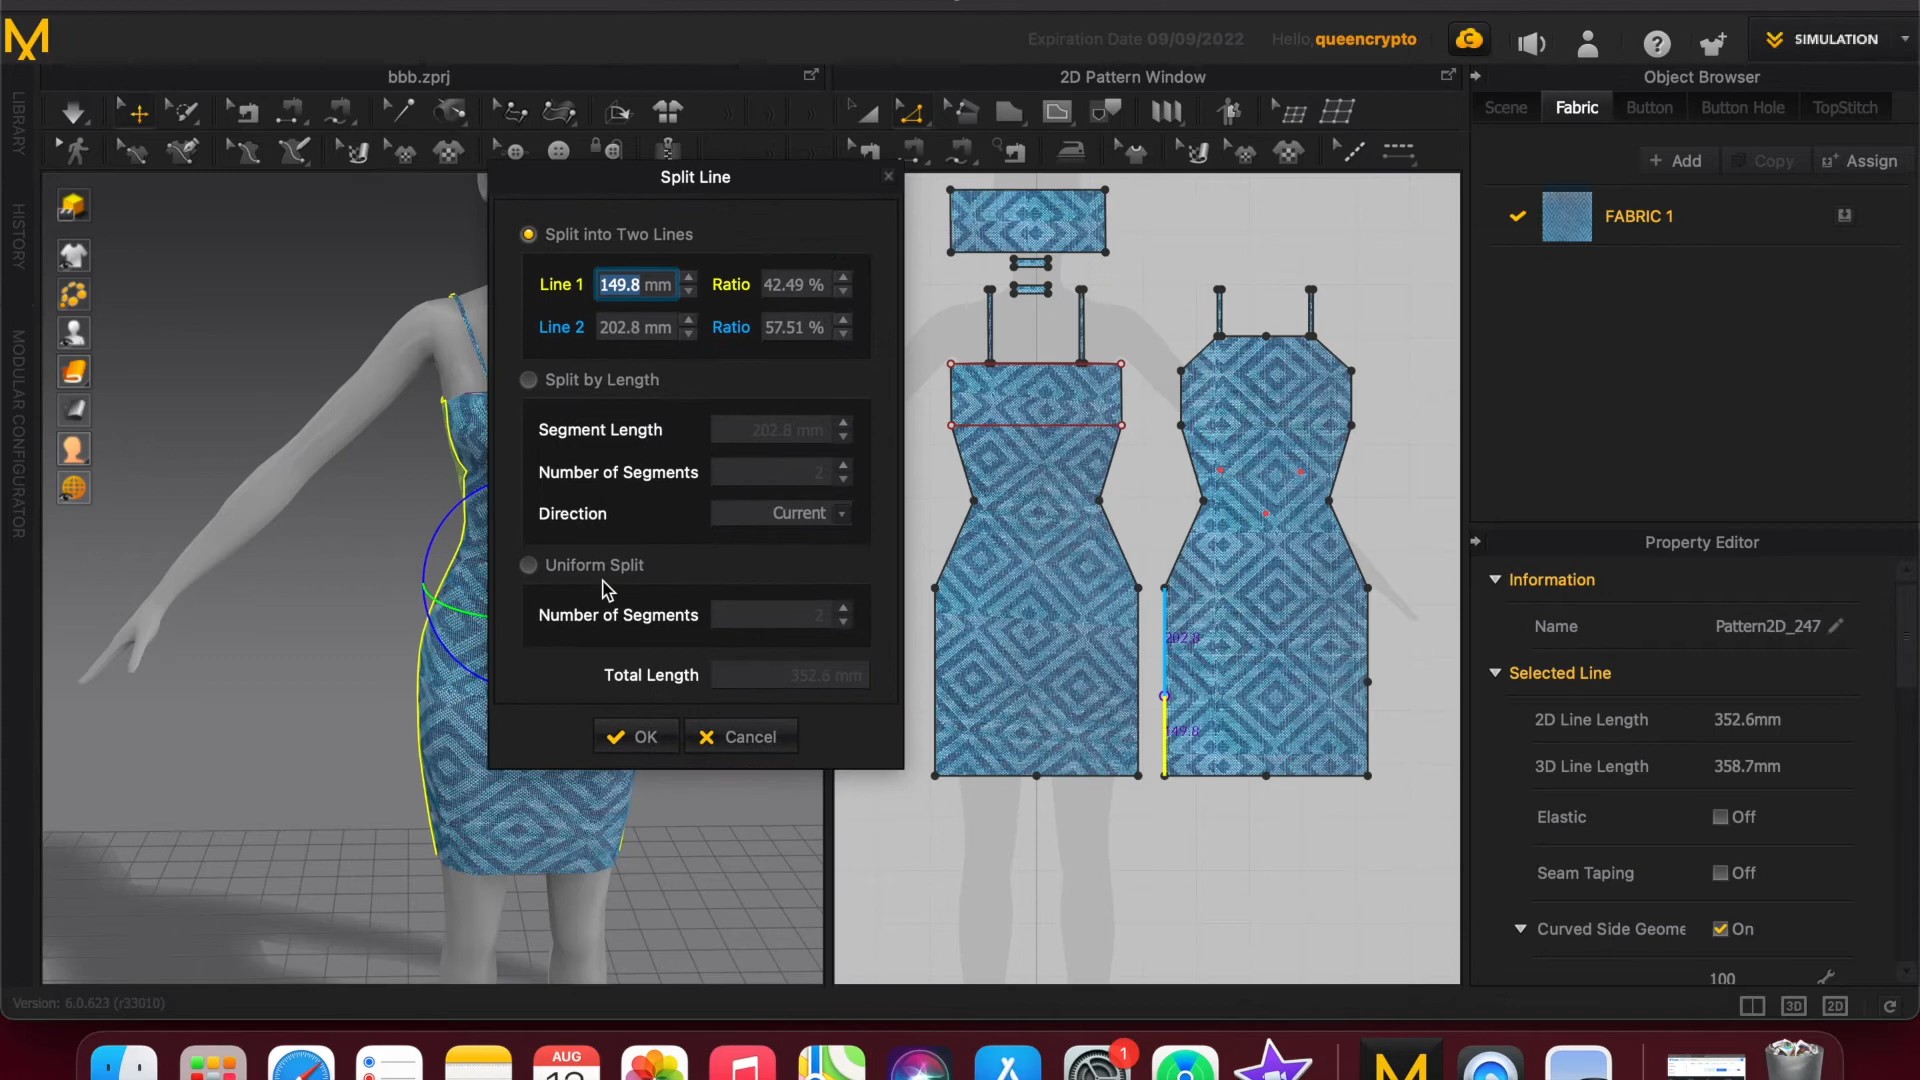 Expiration Date 09/09/2022
Hello, queencrypto
SIMULATION
bbb.zprj
2D Pattern Window
Object Browser
Scene
Fabric
Button
Button Hole
TopStitch
+ Add
Copy
Assign
FABRIC 1
LIBRARY
HISTORY
MODULAR CONFIGURATOR
Split Line
Split into Two Lines
Line 1 149.8 mm Ratio 42.49 %
Line 2 202.8 mm Ratio 57.51 %
Split by Length
Segment Length 202.8 mm
Number of Segments 2
Direction Current
Uniform Split
Number of Segments 2
Total Length 352.6 mm
OK
Cancel
202.8
149.8
Property Editor
Information
Name Pattern2D_247
Selected Line
2D Line Length 352.6mm
3D Line Length 358.7mm
Elastic Off
Seam Taping Off
Curved Side Geome On
100
Version: 6.0.623 (r33010)
3D
2D
AUG
1